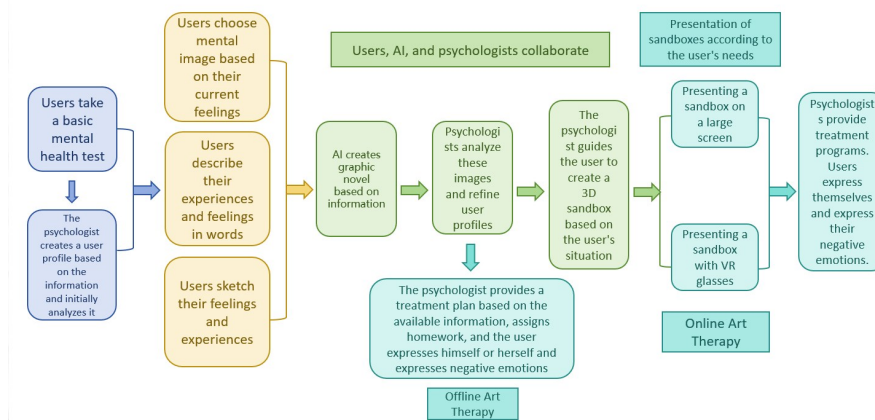 Users take
a basic
mental
health test
The
psychologist
creates a user
profile based
on the
information
and initially
analyzes it
Users choose
mental
image based
on their
current
feelings
Users
describe
their
experiences
and feelings
in words
Users sketch
their feelings
and
experiences
Users, AI, and psychologists collaborate
AI creates
graphic
novel
based on
information
Psychologi
sts analyze
these
images
and refine
user
profiles
The
psycholog
ist guides
the user
to create
a 3D
sandbox
based on
the user's
situation
The psychologist provides a
treatment plan based on the
available information, assigns
homework, and the user
expresses himself or herself and
expresses negative emotions
Offline Art
Therapy
Presentation of
sandboxes according to
the user's needs
Presenting a
sandbox on
a large
screen
Presenting a
sandbox
with VR
glasses
Online Art
Therapy
Psychologist
s provide
treatment
programs.
Users
express
themselves
and express
their
negative
emotions.